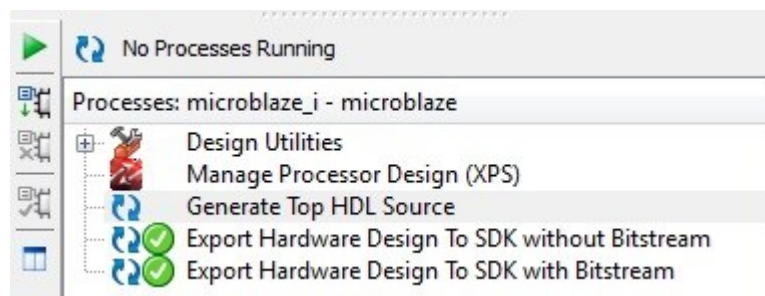 No Processes Running
Processes: microblaze_i - microblaze
Design Utilities
Manage Processor Design (XPS)
Generate Top HDL Source
Export Hardware Design To SDK without Bitstream
Export Hardware Design To SDK with Bitstream